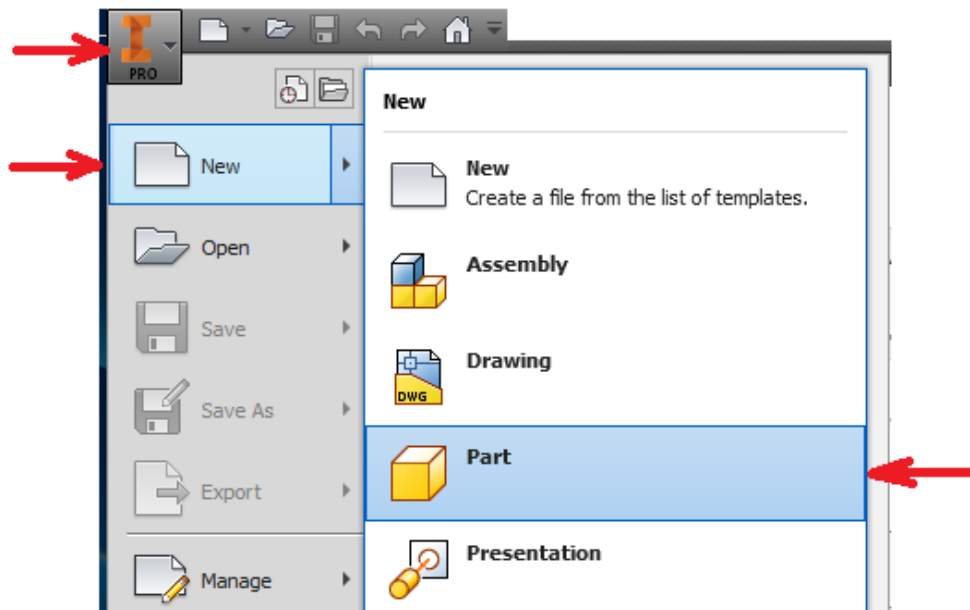 PRO
New
New
New
Create a file from the list of templates.
Open
Assembly
Save
Drawing
DWG
Save As
Part
Export
Presentation
Manage